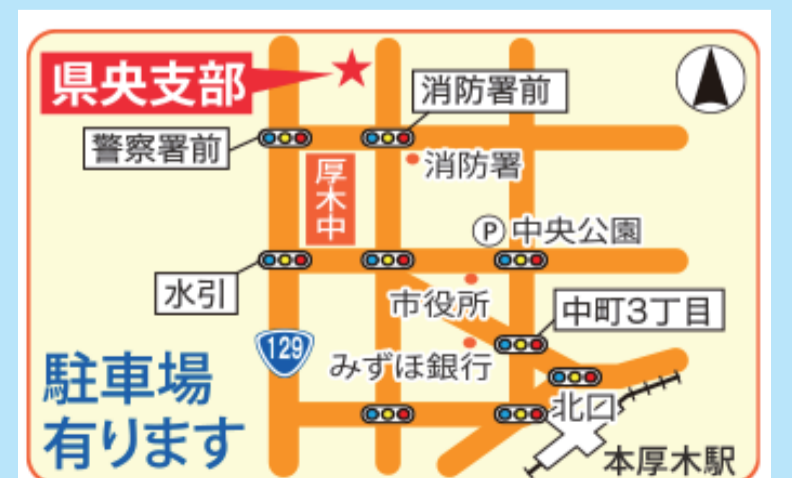 県央支部
消防署前
警察署前
消防署
厚木中
P 中央公園
水引
市役所
中町3丁目
129
みずほ銀行
駐車場
有ります
北口
本厚木駅